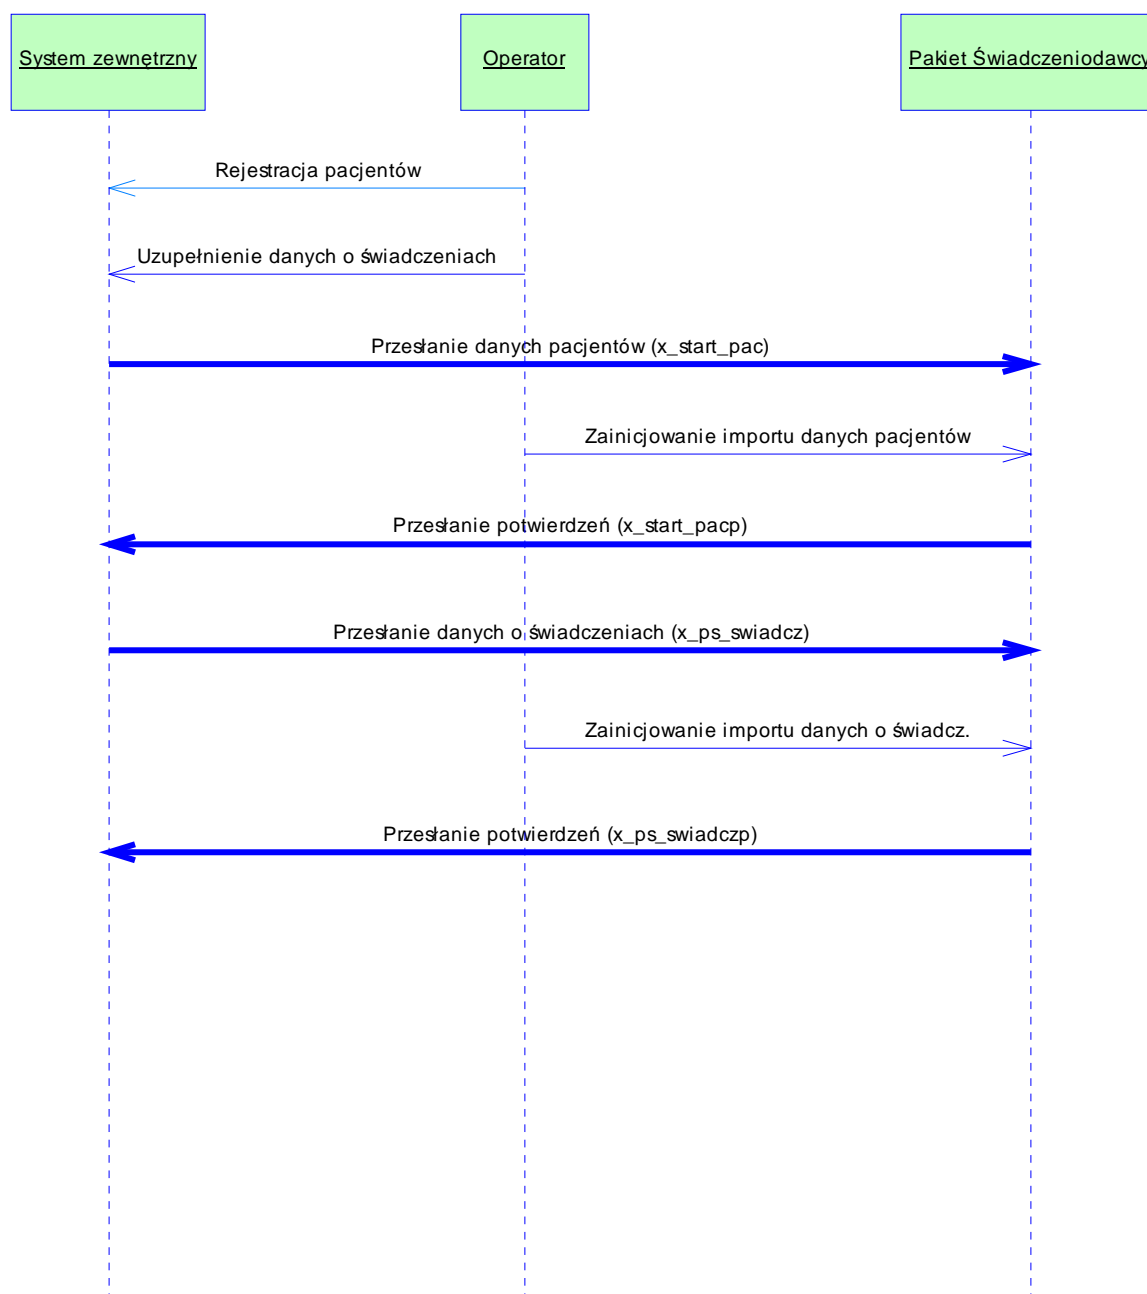 System zewnętrzny
Operator
Pakiet Świadczeniodawcy
Rejestracja pacjentów
Uzupełnienie danych o świadczeniach
Przesłanie danych pacjentów (x_start_pac)
Zainicjowanie importu danych pacjentów
Przesłanie potwierdzeń (x_start_pacp)
Przesłanie danych o świadczeniach (x_ps_swiadcz)
Zainicjowanie importu danych o świadcz.
Przesłanie potwierdzeń (x_ps_swiadczp)